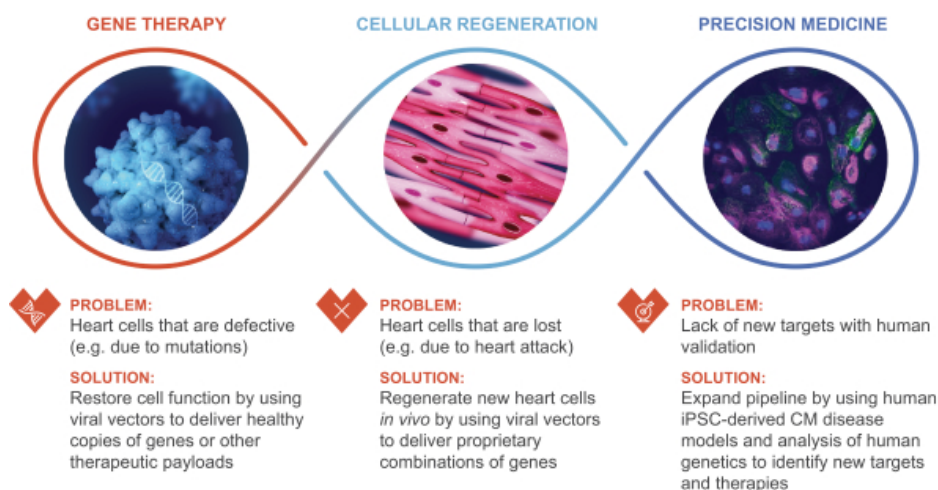 GENE THERAPY
CELLULAR REGENERATION
PRECISION MEDICINE
PROBLEM:
Heart cells that are defective
(e.g. due to mutations)
SOLUTION:
Restore cell function by using
viral vectors to deliver healthy
copies of genes or other
therapeutic payloads
PROBLEM:
Heart cells that are lost
(e.g. due to heart attack)
SOLUTION:
Regenerate new heart cells
in vivo by using viral vectors
to deliver proprietary
combinations of genes
PROBLEM:
Lack of new targets with human
validation
SOLUTION:
Expand pipeline by using human
iPSC-derived CM disease
models and analysis of human
genetics to identify new targets
and therapies